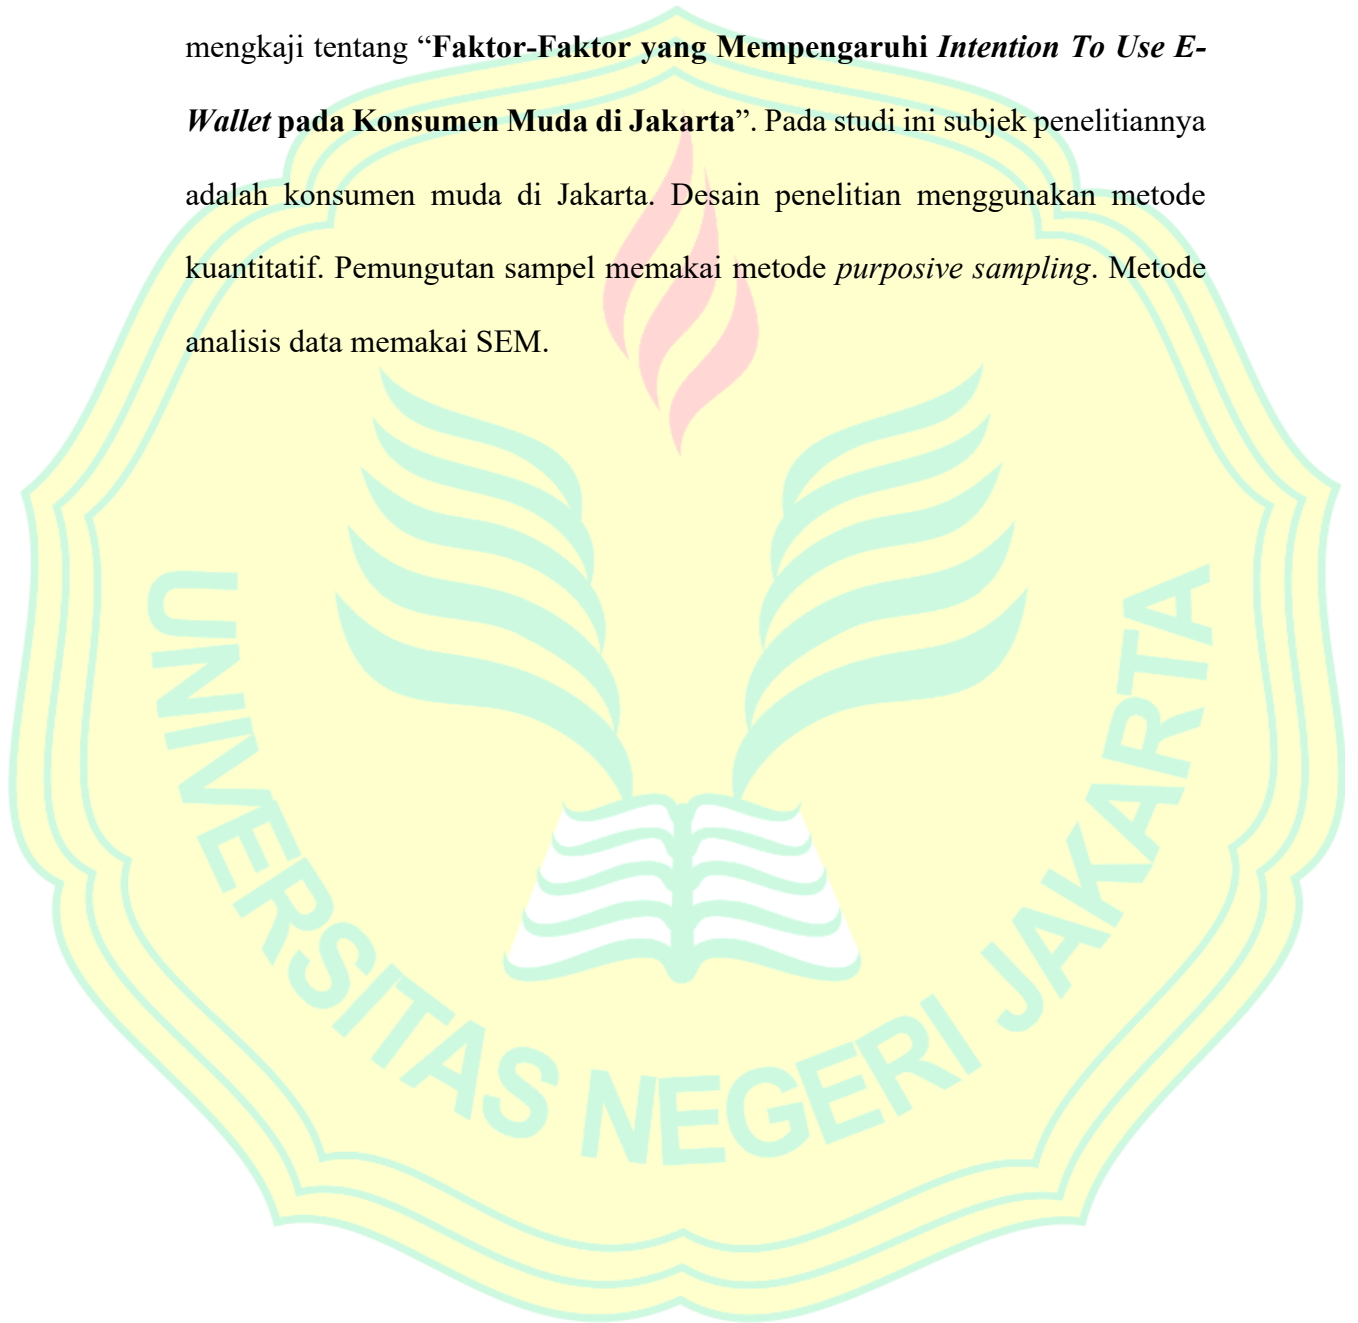 mengkaji tentang “Faktor-Faktor yang Mempengaruhi Intention To Use E-
Wallet pada Konsumen Muda di Jakarta”. Pada studi ini subjek penelitiannya
adalah konsumen muda di Jakarta. Desain penelitian menggunakan metode
kuantitatif. Pemungutan sampel memakai metode purposive sampling. Metode
analisis data memakai SEM.
UNIVERSITAS NEGERI JAKARTA